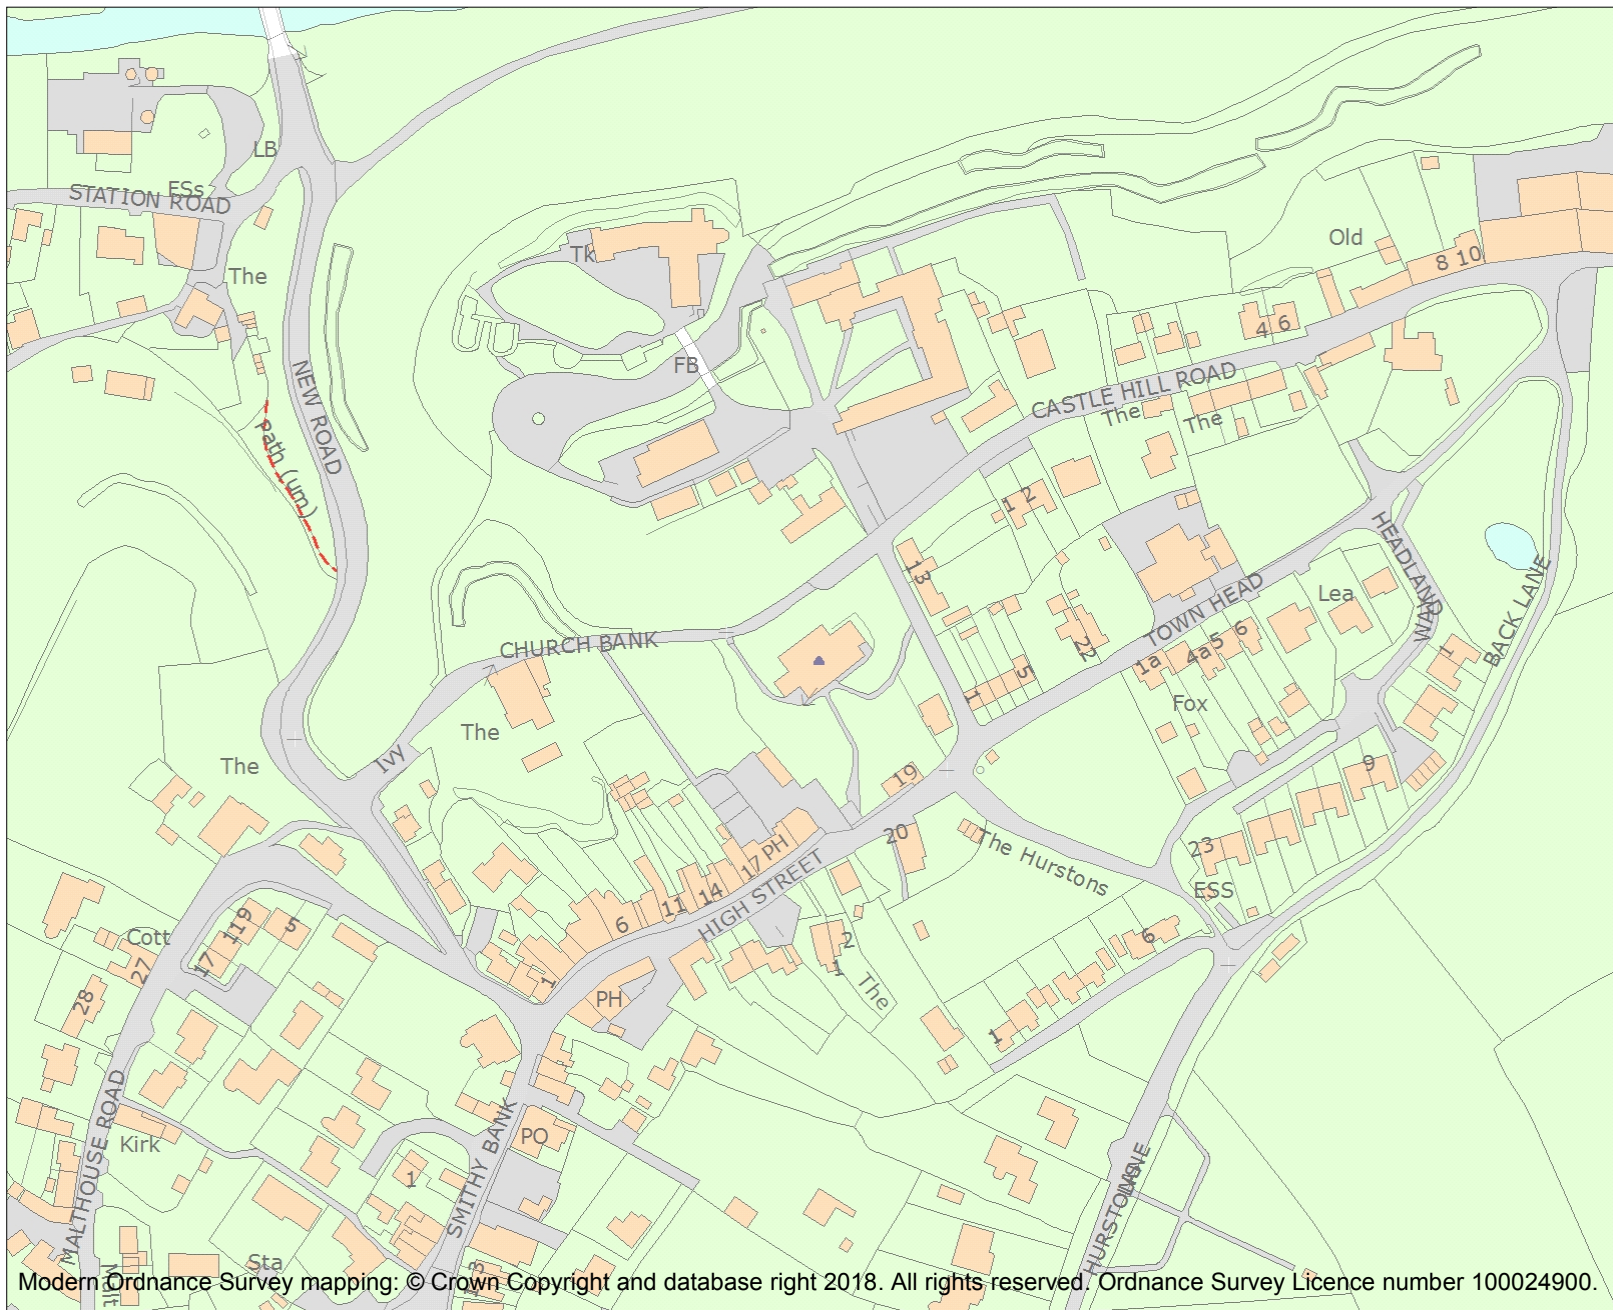 LB
ESs
STATION ROAD
The
Tk
Old
8 10
4 6
FB
NEW ROAD
CASTLE HILL ROAD
The
The
Path (um)
1 2
HEADLAND
WAY
13
Lea
TOWN HEAD
BACK LANE
CHURCH BANK
22
1a
4a
5
6
1
1
5
Fox
The
Ivy
The
19
9
20
The Hurstons
23
17 PH
HIGH STREET
ESS
14
11
6
5
119
17
Cott
27
28
2
1
The
6
1
PH
1
MALTHOUSE ROAD
Kirk
PO
SMITHY BANK
1
HURSTONS
LANE
Sta
13
Malt
Modern Ordnance Survey mapping: © Crown Copyright and database right 2018. All rights reserved. Ordnance Survey Licence number 100024900.